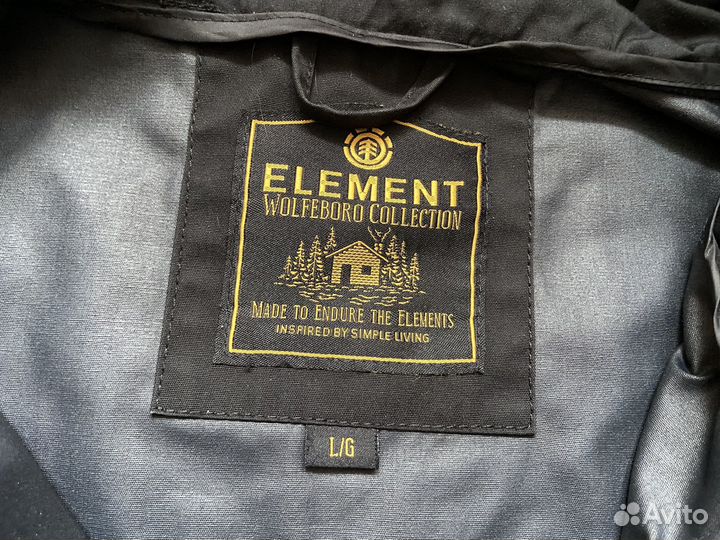 ELEMENT
WOLFEBORO COLLECTION
MADE TO ENDURE THE ELEMENTS
INSPIRED BY SIMPLE LIVING
L/G
Avito